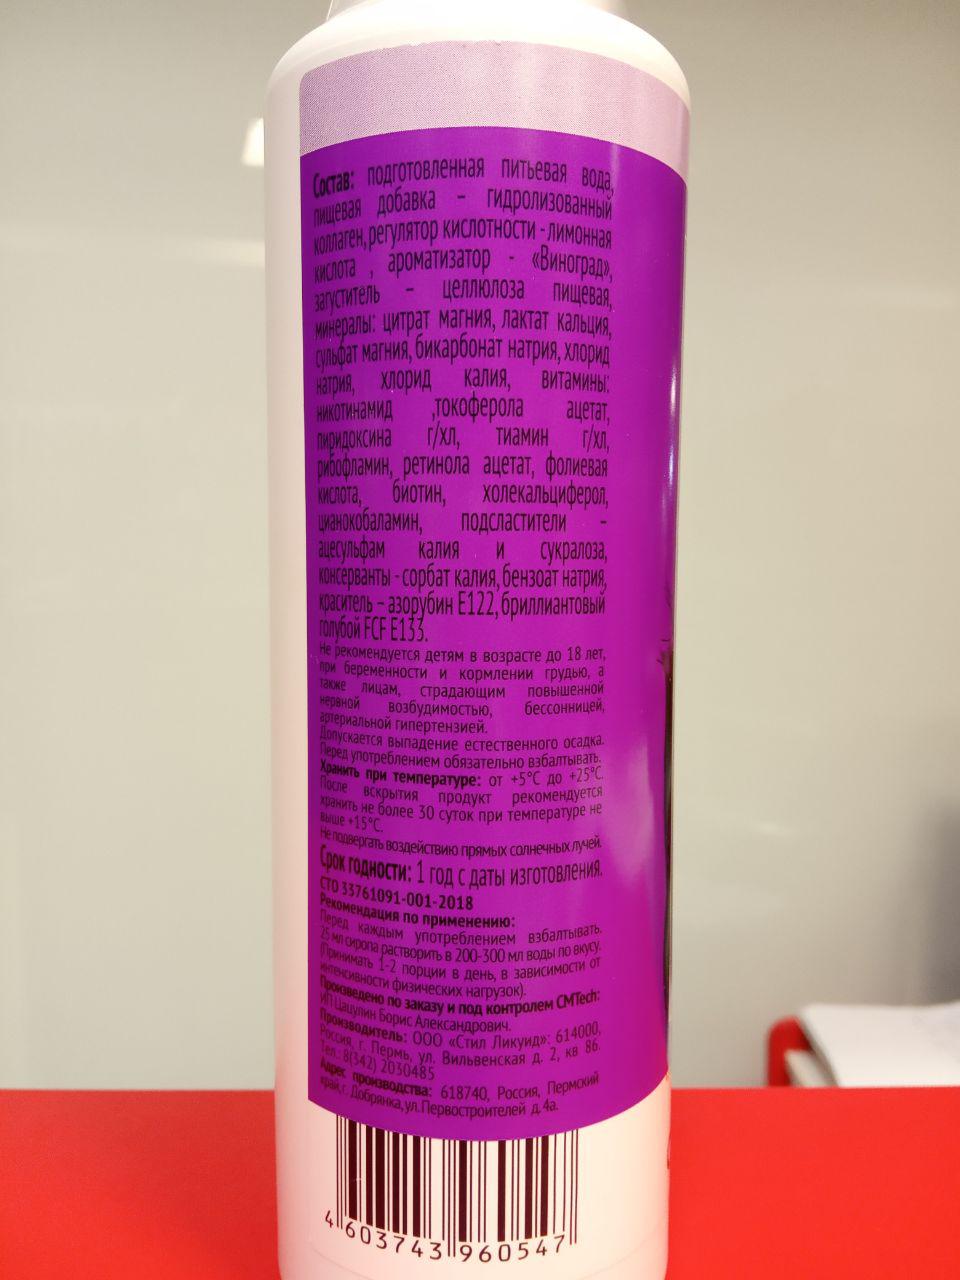 Состав: подготовленная питьевая вода,
пищевая добавка – гидролизованный
коллаген, регулятор кислотности - лимонная
кислота , ароматизатор - «Виноград»,
загуститель – целлюлоза пищевая,
минералы: цитрат магния, лактат кальция,
сульфат магния, бикарбонат натрия, хлорид
натрия, хлорид калия, витамины:
никотинамид ,токоферола ацетат,
пиридоксина г/хл, тиамин г/хл,
рибофламин, ретинола ацетат, фолиевая
кислота, биотин, холекальциферол,
цианокобаламин, подсластители –
ацесульфам калия и сукралоза,
консерванты - сорбат калия, бензоат натрия,
краситель – азорубин Е122, бриллиантовый
голубой FCF Е133.
Не рекомендуется детям в возрасте до 18 лет,
при беременности и кормлении грудью, а
также лицам, страдающим повышенной
нервной возбудимостью, бессонницей,
артериальной гипертензией.
Допускается выпадение естественного осадка.
Перед употреблением обязательно взбалтывать.
Хранить при температуре: от +5°С до +25°С.
После вскрытия продукт рекомендуется
хранить не более 30 суток при температуре не
выше +15°С.
Не подвергать воздействию прямых солнечных лучей.
Срок годности: 1 год с даты изготовления.
СТО 33761091-001-2018
Рекомендация по применению:
Перед каждым употреблением взбалтывать.
25 мл сиропа растворить в 200-300 мл воды по вкусу.
(Принимать 1-2 порции в день, в зависимости от
интенсивности физических нагрузок).
Произведено по заказу и под контролем CMTech:
ИП Цацулин Борис Александрович.
Производитель: ООО «Стил Ликуид»: 614000,
Россия, г. Пермь, ул. Вильвенская д. 2, кв 86.
Тел.: 8(342) 2030485
Адрес производства: 618740, Россия, Пермский
край, г. Добрянка, ул. Первостроителей д. 4а.
4 603743 960547